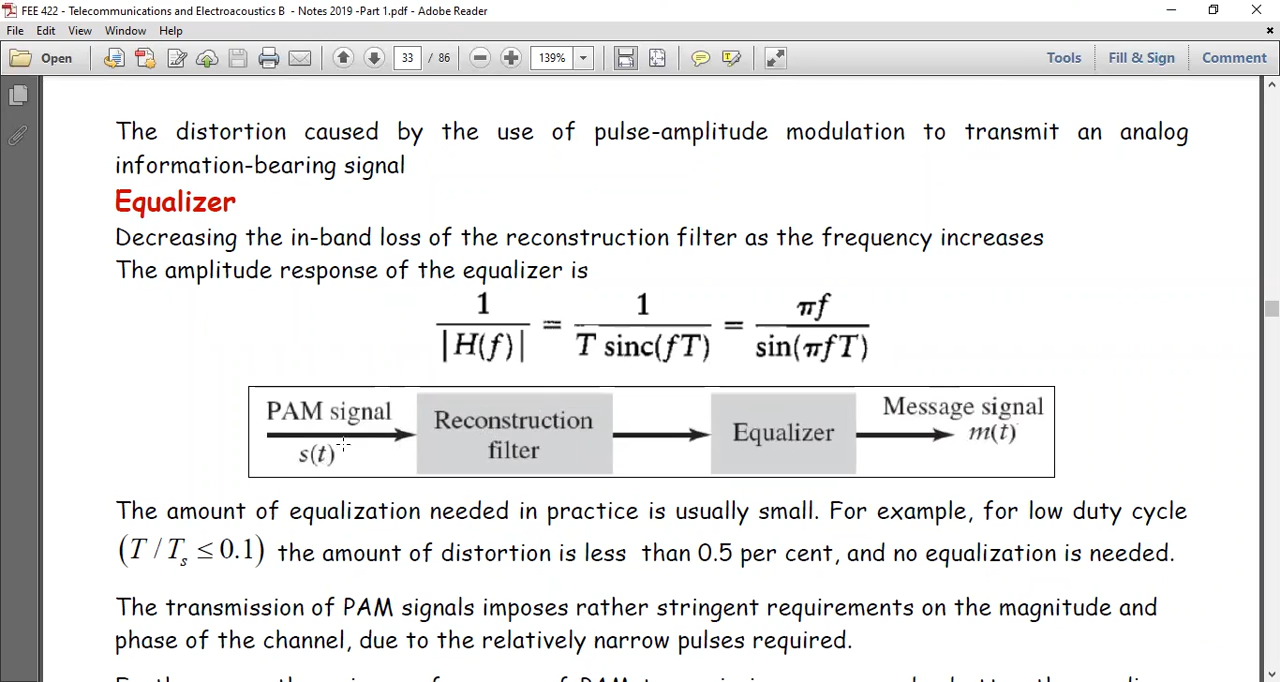 FEE 422 - Telecommunications and Electroacoustics B - Notes 2019 -Part 1.pdf - Adobe Reader
File Edit View Window Help
Open 33 / 86 139% Tools Fill & Sign Comment
The distortion caused by the use of pulse-amplitude modulation to transmit an analog
information-bearing signal
Equalizer
Decreasing the in-band loss of the reconstruction filter as the frequency increases
The amplitude response of the equalizer is
1/|H(f)| = 1/T sinc(fT) = πf/sin(πfT)
PAM signal
s(t)
Reconstruction
filter
Equalizer
Message signal
m(t)
The amount of equalization needed in practice is usually small. For example, for low duty cycle
(T / Ts ≤ 0.1) the amount of distortion is less than 0.5 per cent, and no equalization is needed.
The transmission of PAM signals imposes rather stringent requirements on the magnitude and
phase of the channel, due to the relatively narrow pulses required.